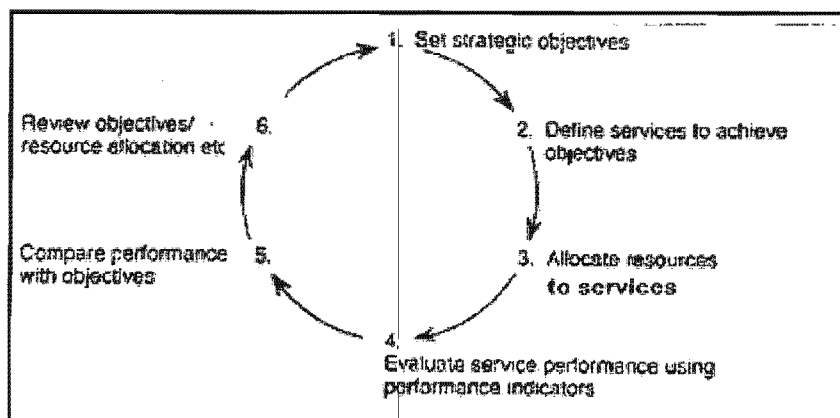 1. Set strategic objectives
2. Define services to achieve
objectives
3. Allocate resources
to services
4.
Evaluate service performance using
performance indicators
5.
Compare performance
with objectives
6.
Review objectives/
resource allocation etc